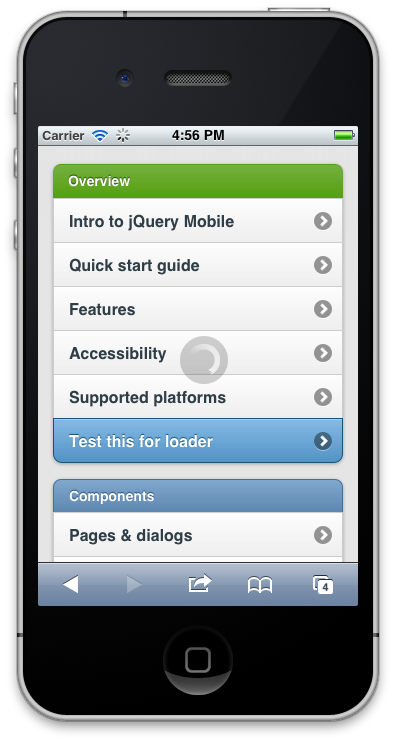 Carrier 4:56 PM
Overview
Intro to jQuery Mobile
Quick start guide
Features
Accessibility
Supported platforms
Test this for loader
Components
Pages & dialogs
4